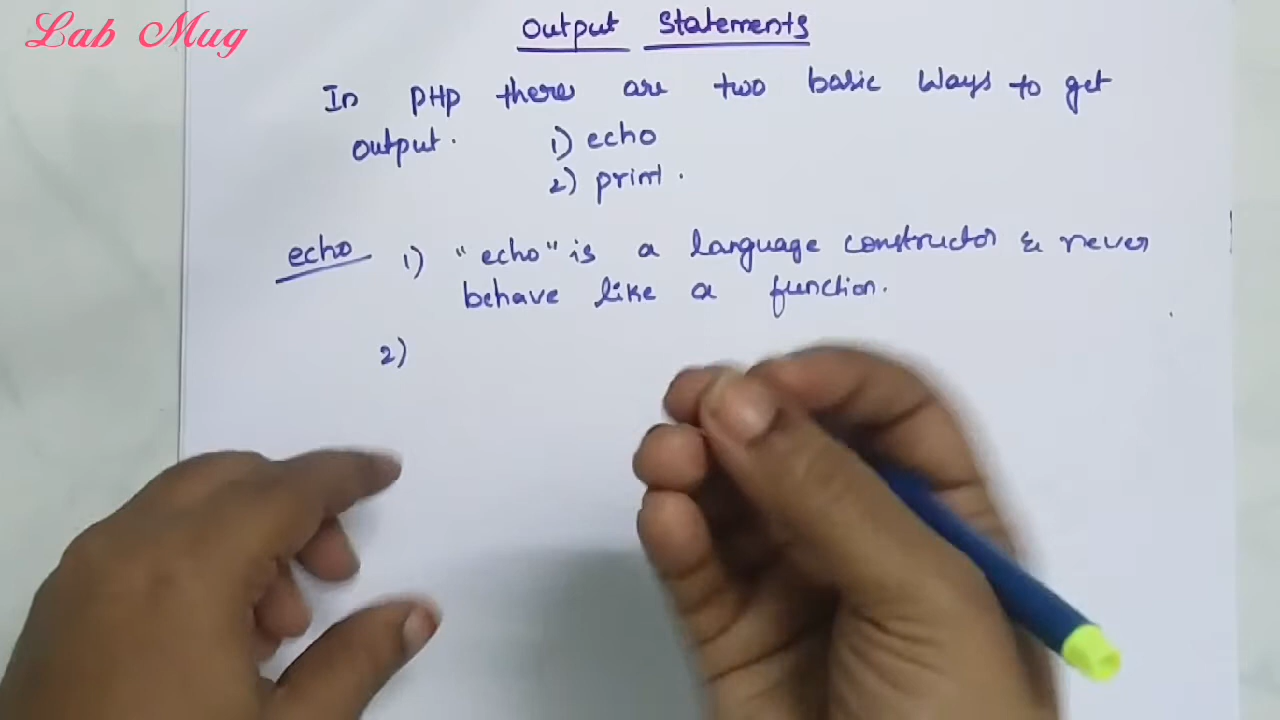 Lab Mug
Output Statements
In PHP there are two basic ways to get
output. 1) echo
2) print.
echo 1) "echo" is a language constructor & never
behave like a function.
2)